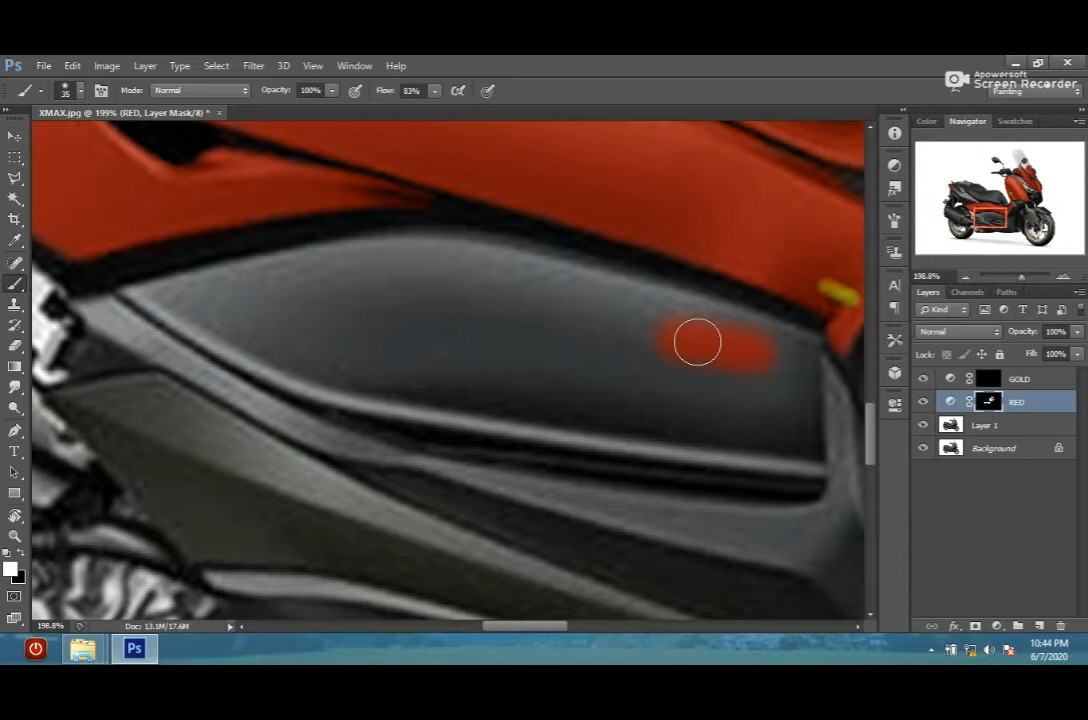 Ps File Edit Image Layer Type Select Filter 3D View Window Help
Apowersoft
Screen Recorder
35 Mode: Normal Opacity: 100% Flow: 83% Painting
XMAX.jpg @ 199% (RED, Layer Mask/8) * ×
Color Navigator Swatches
198.8%
Layers Channels Paths
Kind
Normal Opacity: 100%
Lock: Fill: 100%
GOLD
RED
Layer 1
Background
198.8% Doc: 13.1M/17.6M
Ps
10:44 PM
6/7/2020